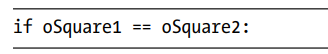 if oSquare1 == oSquare2: